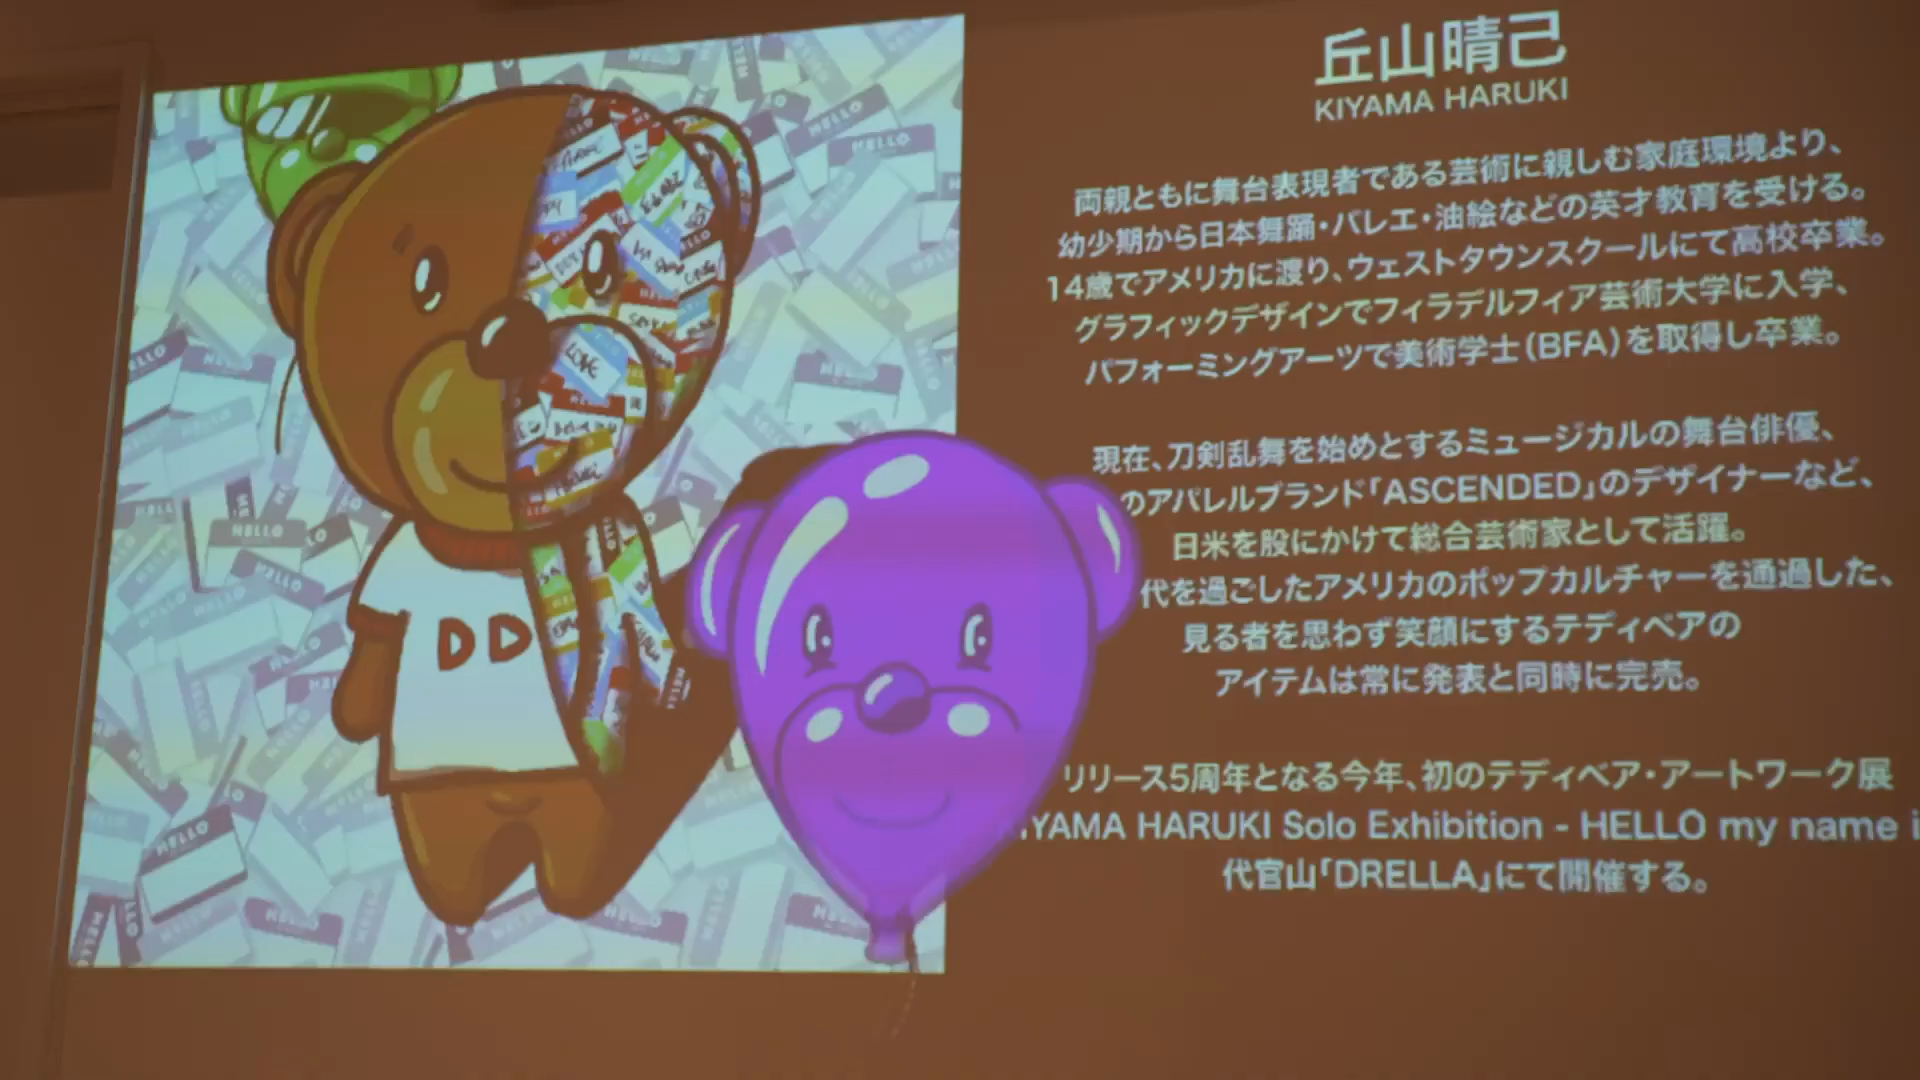 丘山晴己
KIYAMA HARUKI
両親ともに舞台表現者である芸術に親しむ家庭環境より、
幼少期から日本舞踊・バレエ・油絵などの英才教育を受ける。
14歳でアメリカに渡り、ウェストタウンスクールにて高校卒業。
グラフィックデザインでフィラデルフィア芸術大学に入学、
パフォーミングアーツで美術学士(BFA)を取得し卒業。
現在、刀剣乱舞を始めとするミュージカルの舞台俳優、
のアパレルブランド「ASCENDED」のデザイナーなど、
日米を股にかけて総合芸術家として活躍。
代を過ごしたアメリカのポップカルチャーを通過した、
見る者を思わず笑顔にするテディベアの
アイテムは常に発表と同時に完売。
リリース5周年となる今年、初のテディベア・アートワーク展
IYAMA HARUKI Solo Exhibition - HELLO my name i
代官山「DRELLA」にて開催する。
DD
LOVE
HELLO
HELLO
HELLO
HELLO
HELLO
HELLO